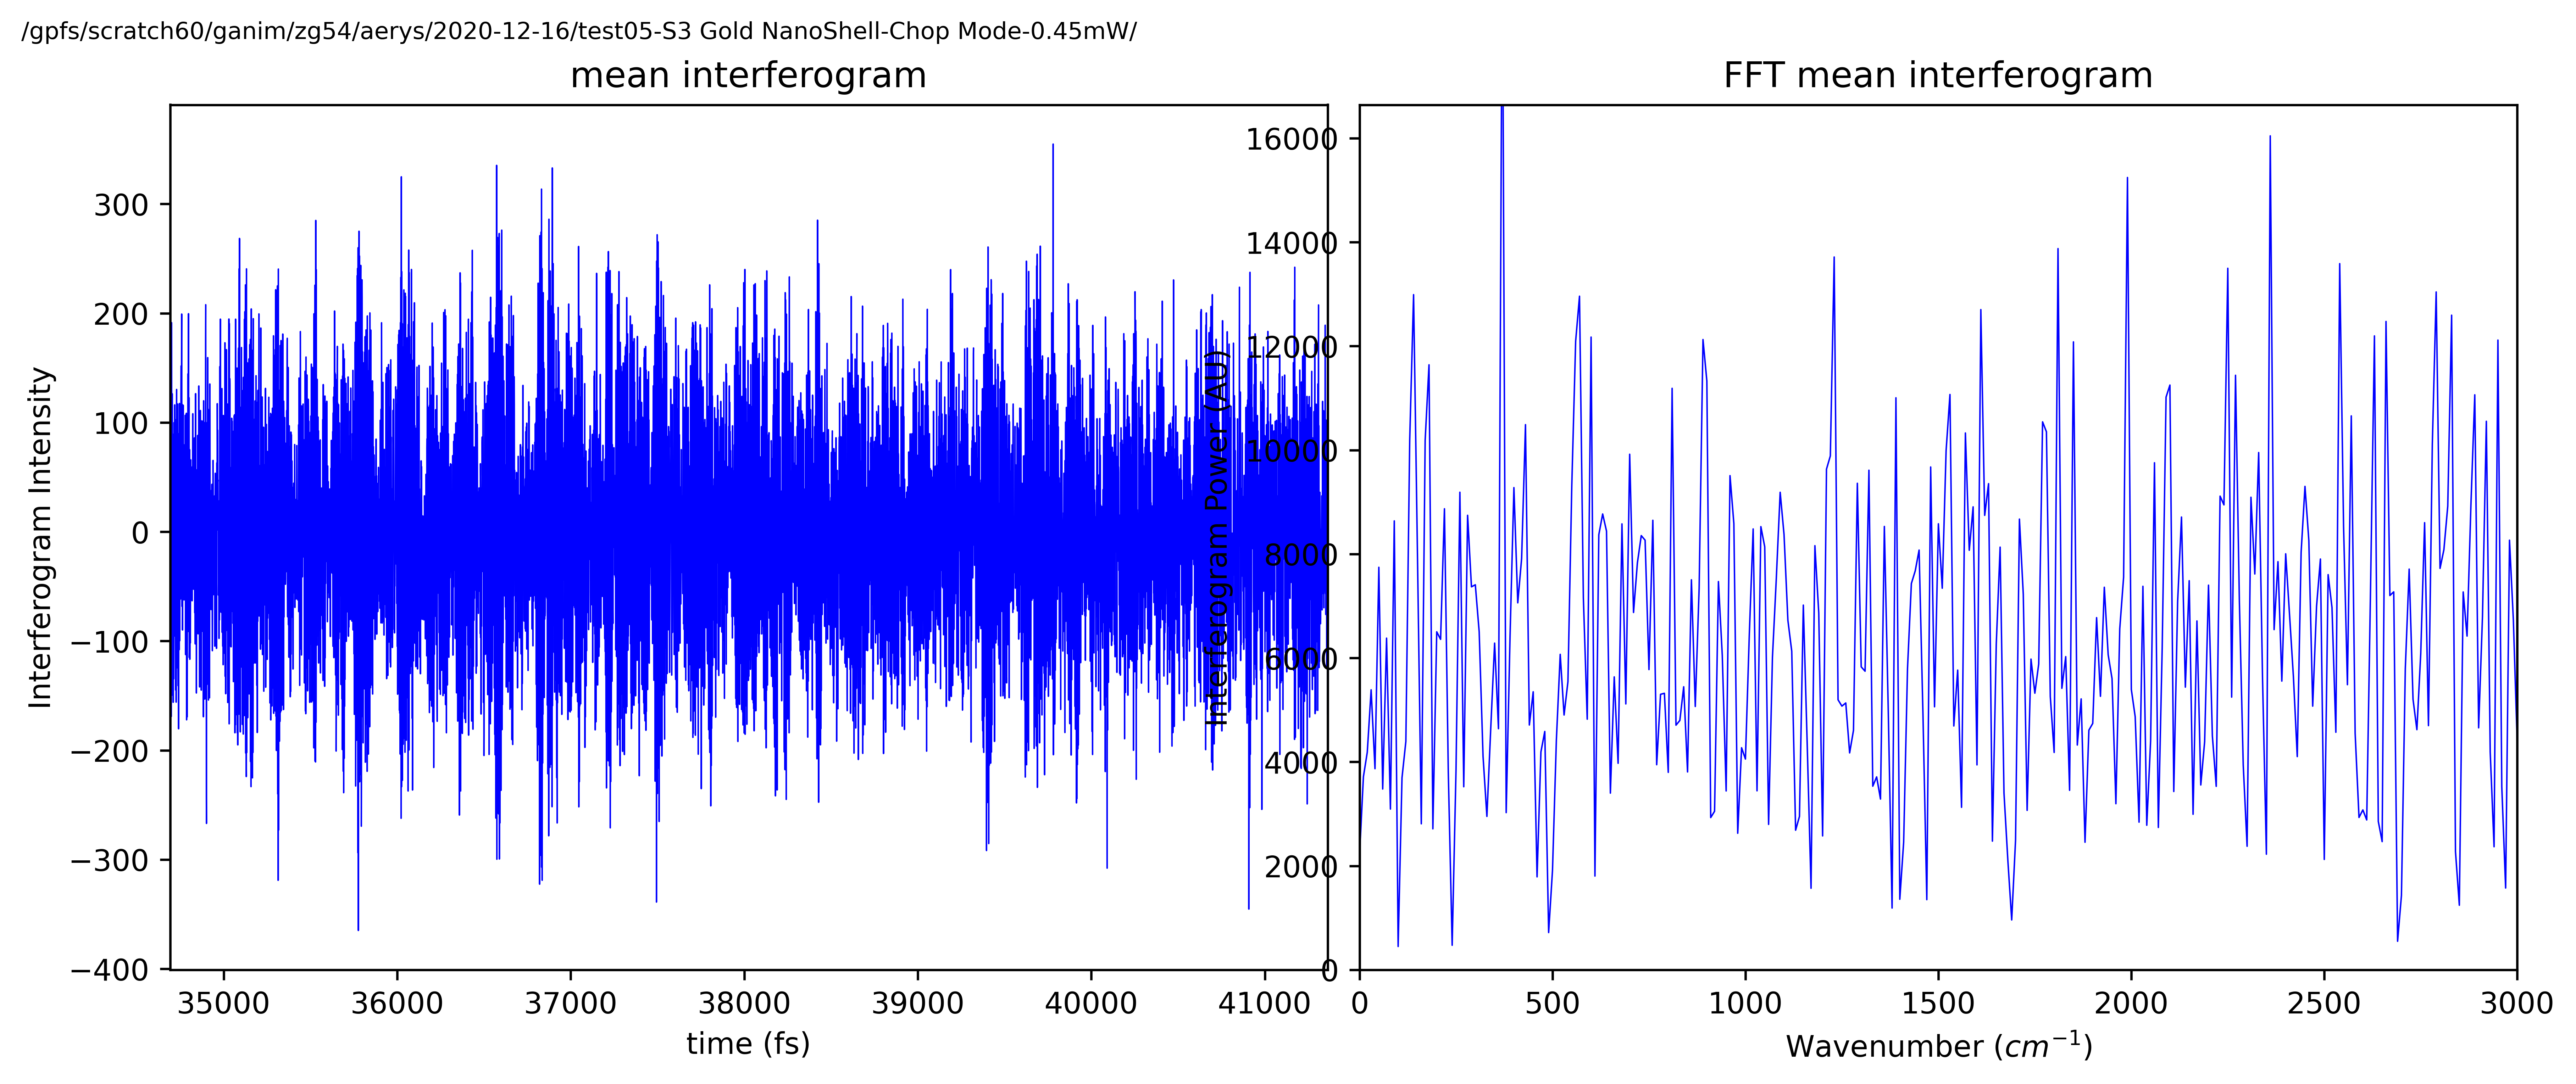 /gpfs/scratch60/ganim/zg54/aerys/2020-12-16/test05-S3 Gold NanoShell-Chop Mode-0.45mW/
mean interferogram
Interferogram Intensity
300
200
100
0
−100
−200
−300
−400
35000 36000 37000 38000 39000 40000 41000
time (fs)
FFT mean interferogram
Interferogram Power (AU)
16000
14000
12000
10000
8000
6000
4000
2000
0
0 500 1000 1500 2000 2500 3000
Wavenumber (cm⁻¹)